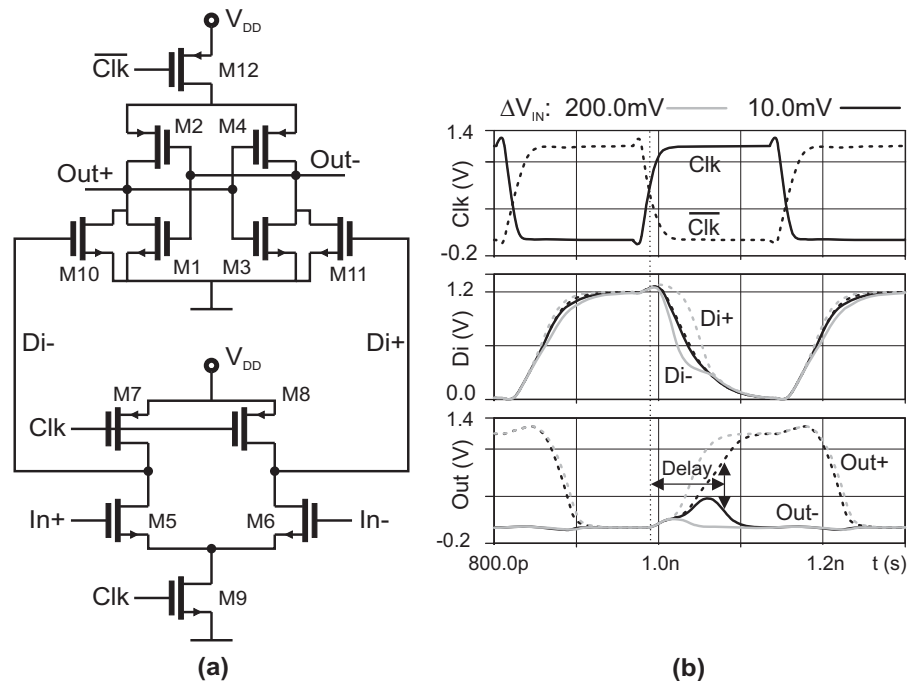 (a)
V_DD
\overline{Clk}
M12
M2
M4
Out+
Out-
M10
M1
M3
M11
Di-
Di+
V_DD
M7
M8
Clk
In+
M5
M6
In-
Clk
M9
(a)
ΔV_IN: 200.0mV 10.0mV
1.4
Clk (V)
-0.2
Clk
\overline{Clk}
1.2
Di (V)
0.0
Di+
Di-
1.4
Out (V)
-0.2
Delay
Out+
Out-
800.0p 1.0n 1.2n t (s)
(b)